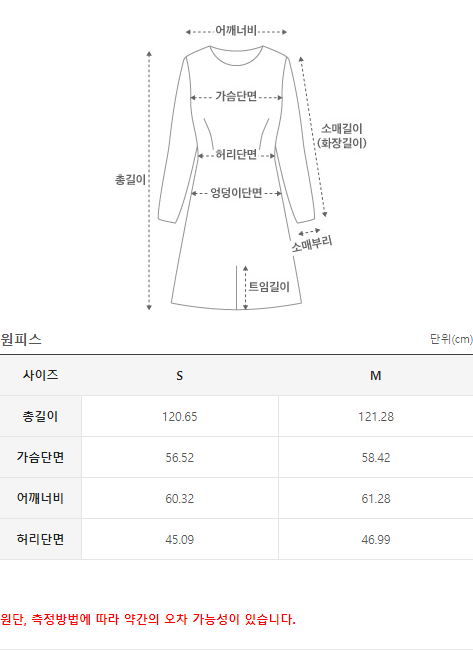 어깨너비
가슴단면
소매길이
(화장길이)
허리단면
총길이
엉덩이단면
소매부리
트임길이
원피스 단위(cm)
사이즈 S M
총길이 120.65 121.28
가슴단면 56.52 58.42
어깨너비 60.32 61.28
허리단면 45.09 46.99
원단, 측정방법에 따라 약간의 오차 가능성이 있습니다.